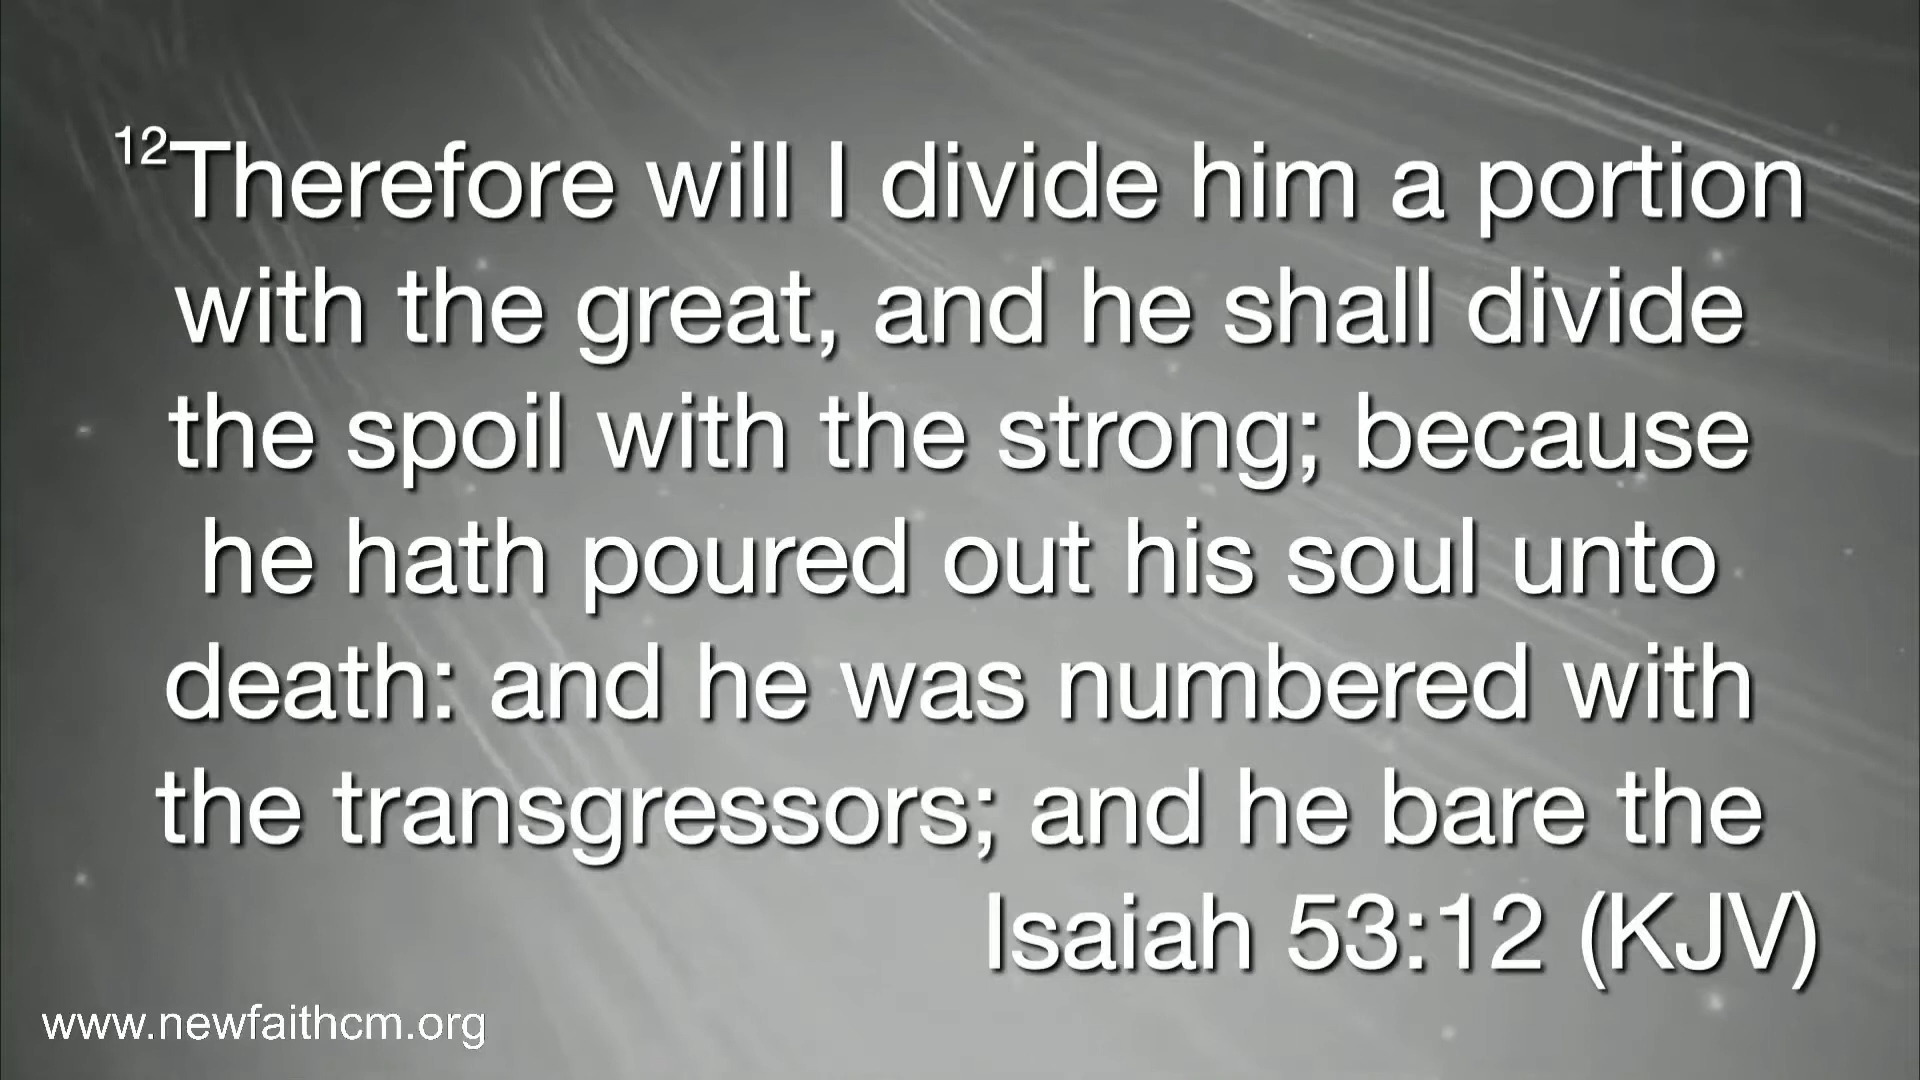 12Therefore will I divide him a portion
with the great, and he shall divide
the spoil with the strong; because
he hath poured out his soul unto
death: and he was numbered with
the transgressors; and he bare the
Isaiah 53:12 (KJV)
www.newfaithcm.org